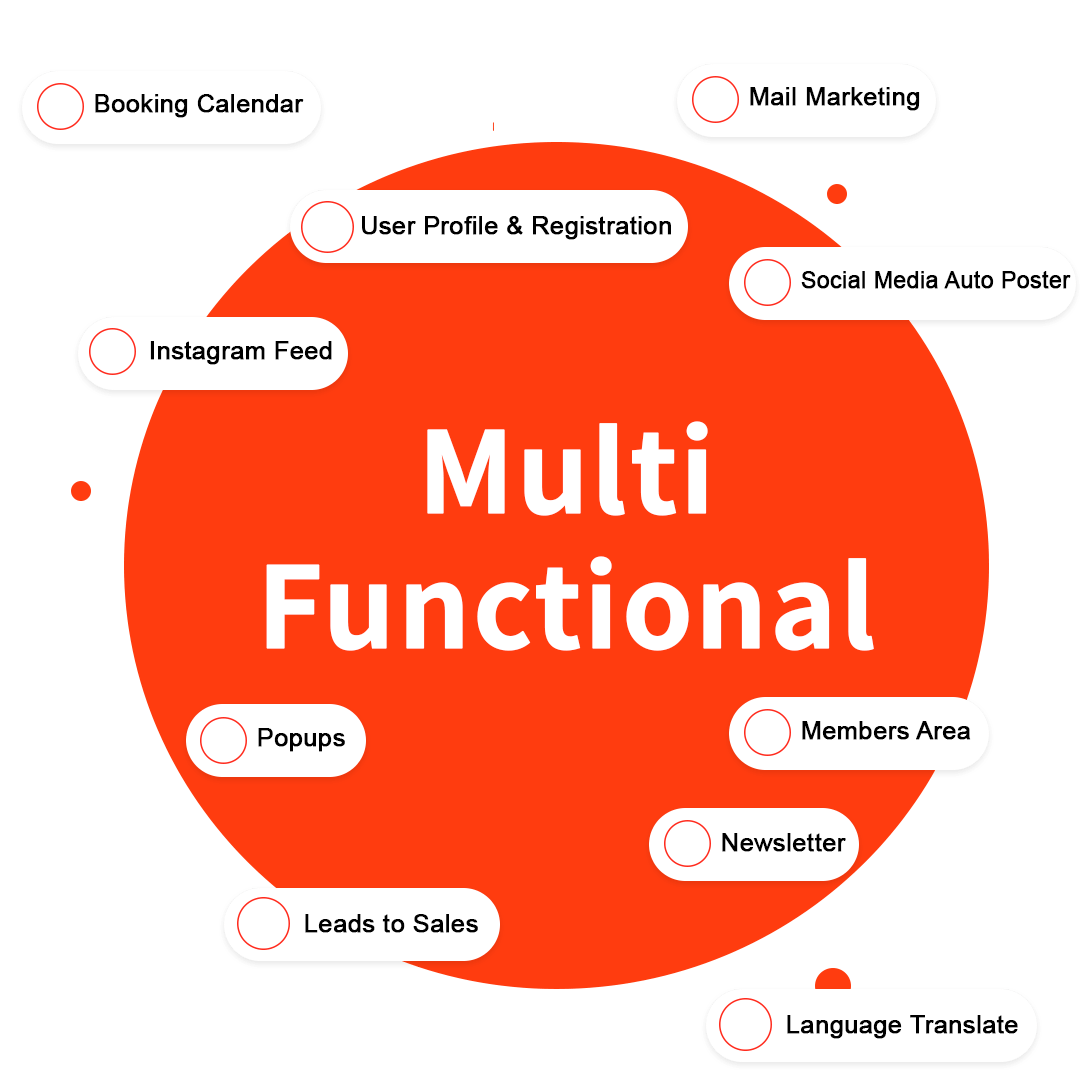 Booking Calendar
Mail Marketing
User Profile & Registration
Social Media Auto Poster
Instagram Feed
Multi
Functional
Popups
Members Area
Newsletter
Leads to Sales
Language Translate